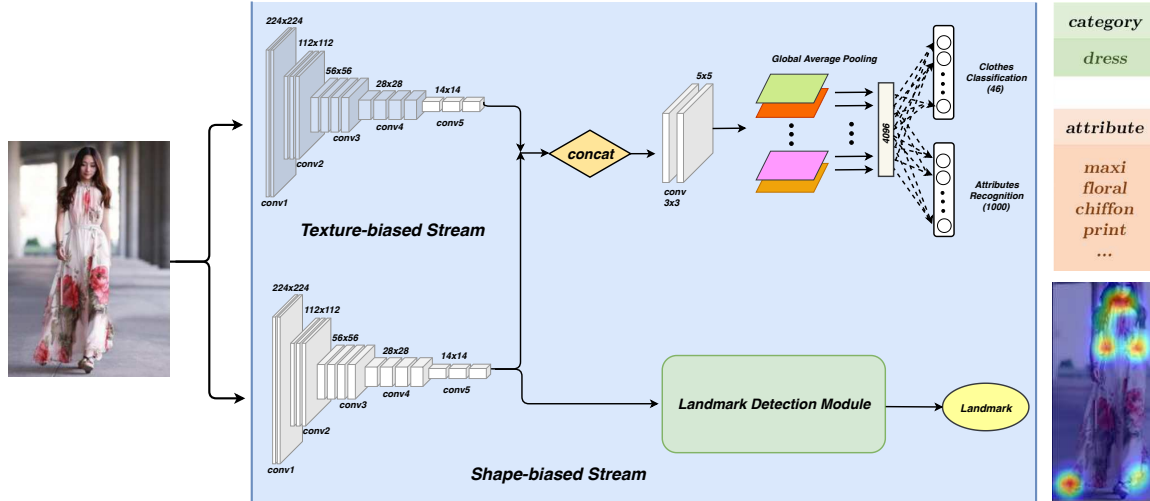 224x224
112x112
56x56
28x28
14x14
conv5
conv4
conv3
conv2
conv1
Texture-biased Stream
concat
5x5
conv
3x3
Global Average Pooling
4096
Clothes
Classification
(46)
Attributes
Recognition
(1000)
224x224
112x112
56x56
28x28
14x14
conv5
conv4
conv3
conv2
conv1
Shape-biased Stream
Landmark Detection Module
Landmark
category
dress
attribute
maxi
floral
chiffon
print
...